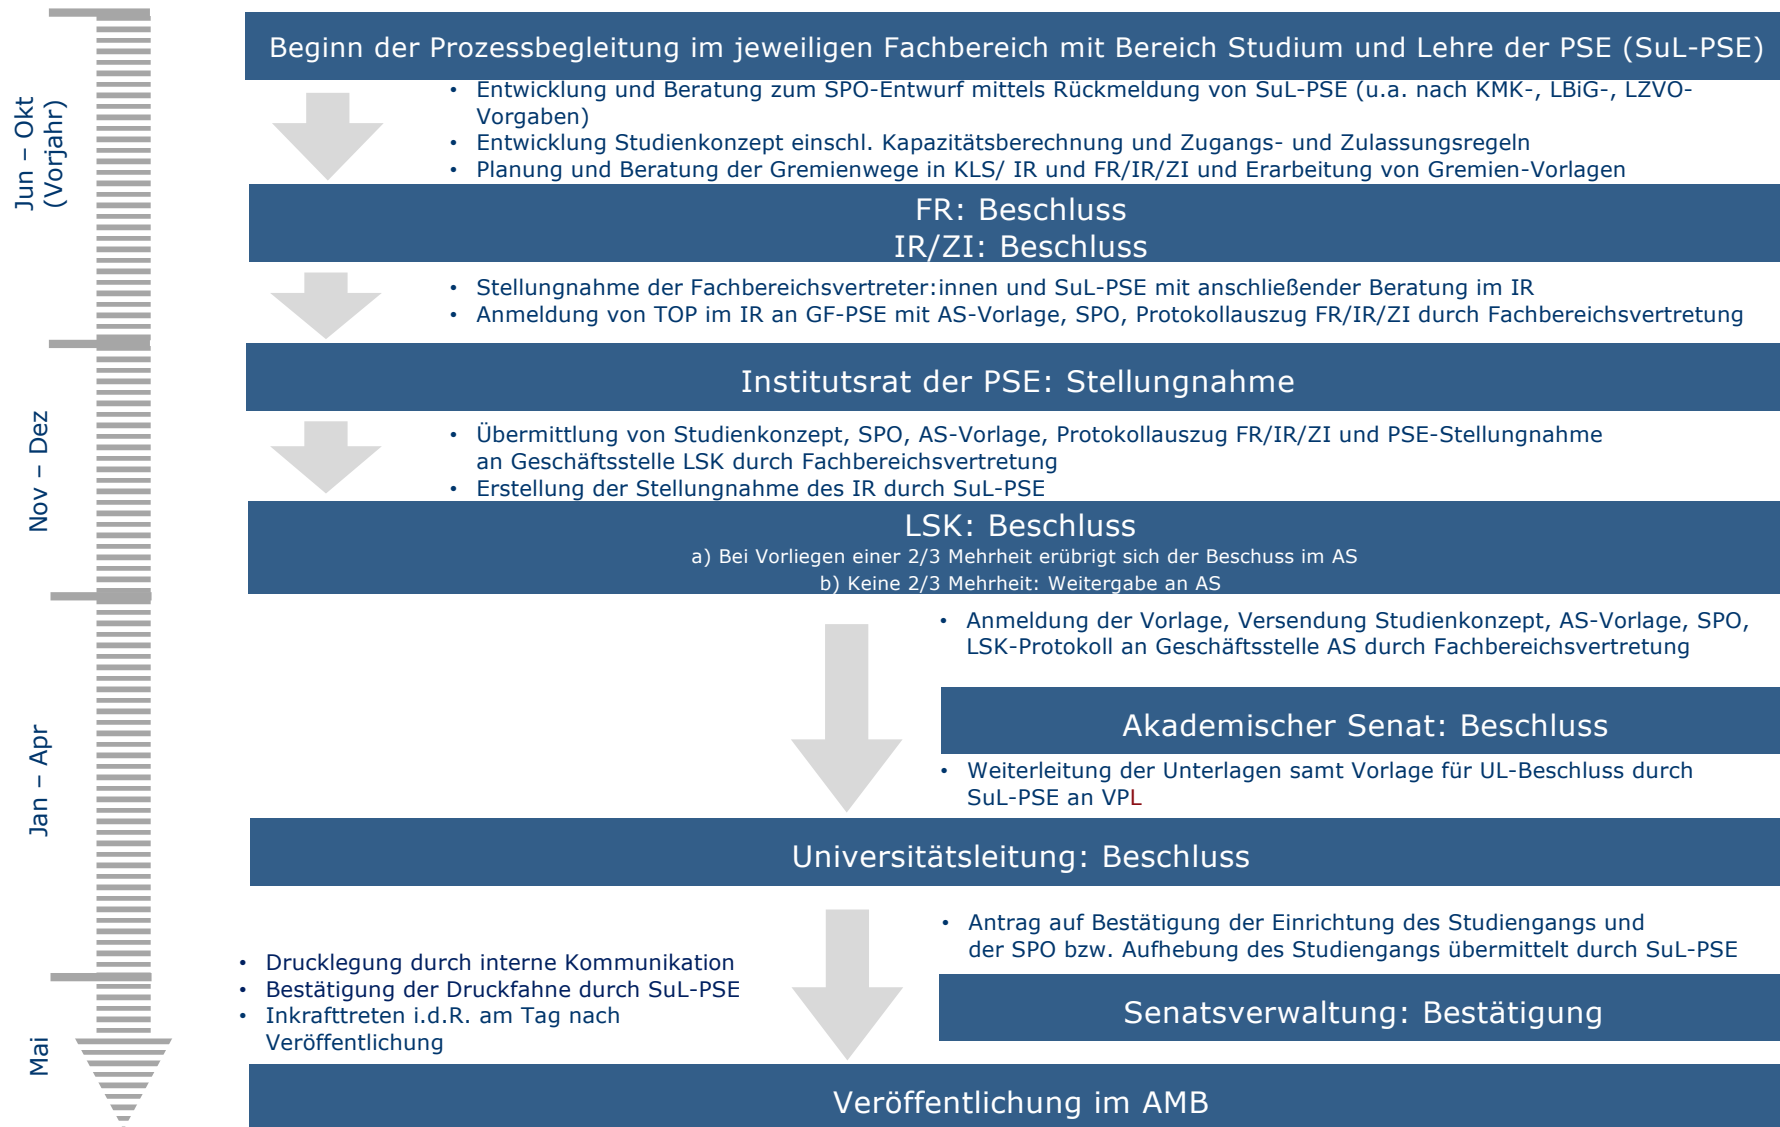 Beginn der Prozessbegleitung im jeweiligen Fachbereich mit Bereich Studium und Lehre der PSE (SuL-PSE)
Jun – Okt
(Vorjahr)
• Entwicklung und Beratung zum SPO-Entwurf mittels Rückmeldung von SuL-PSE (u.a. nach KMK-, LBiG-, LZVO-
Vorgaben)
• Entwicklung Studienkonzept einschl. Kapazitätsberechnung und Zugangs- und Zulassungsregeln
• Planung und Beratung der Gremienwege in KLS/ IR und FR/IR/ZI und Erarbeitung von Gremien-Vorlagen
FR: Beschluss
IR/ZI: Beschluss
• Stellungnahme der Fachbereichsvertreter:innen und SuL-PSE mit anschließender Beratung im IR
• Anmeldung von TOP im IR an GF-PSE mit AS-Vorlage, SPO, Protokollauszug FR/IR/ZI durch Fachbereichsvertretung
Institutsrat der PSE: Stellungnahme
Nov – Dez
• Übermittlung von Studienkonzept, SPO, AS-Vorlage, Protokollauszug FR/IR/ZI und PSE-Stellungnahme
an Geschäftsstelle LSK durch Fachbereichsvertretung
• Erstellung der Stellungnahme des IR durch SuL-PSE
LSK: Beschluss
a) Bei Vorliegen einer 2/3 Mehrheit erübrigt sich der Beschuss im AS
b) Keine 2/3 Mehrheit: Weitergabe an AS
Jan – Apr
• Anmeldung der Vorlage, Versendung Studienkonzept, AS-Vorlage, SPO,
LSK-Protokoll an Geschäftsstelle AS durch Fachbereichsvertretung
Akademischer Senat: Beschluss
• Weiterleitung der Unterlagen samt Vorlage für UL-Beschluss durch
SuL-PSE an VPL
Universitätsleitung: Beschluss
• Antrag auf Bestätigung der Einrichtung des Studiengangs und
der SPO bzw. Aufhebung des Studiengangs übermittelt durch SuL-PSE
• Drucklegung durch interne Kommunikation
• Bestätigung der Druckfahne durch SuL-PSE
• Inkrafttreten i.d.R. am Tag nach
Veröffentlichung
Senatsverwaltung: Bestätigung
Mai
Veröffentlichung im AMB